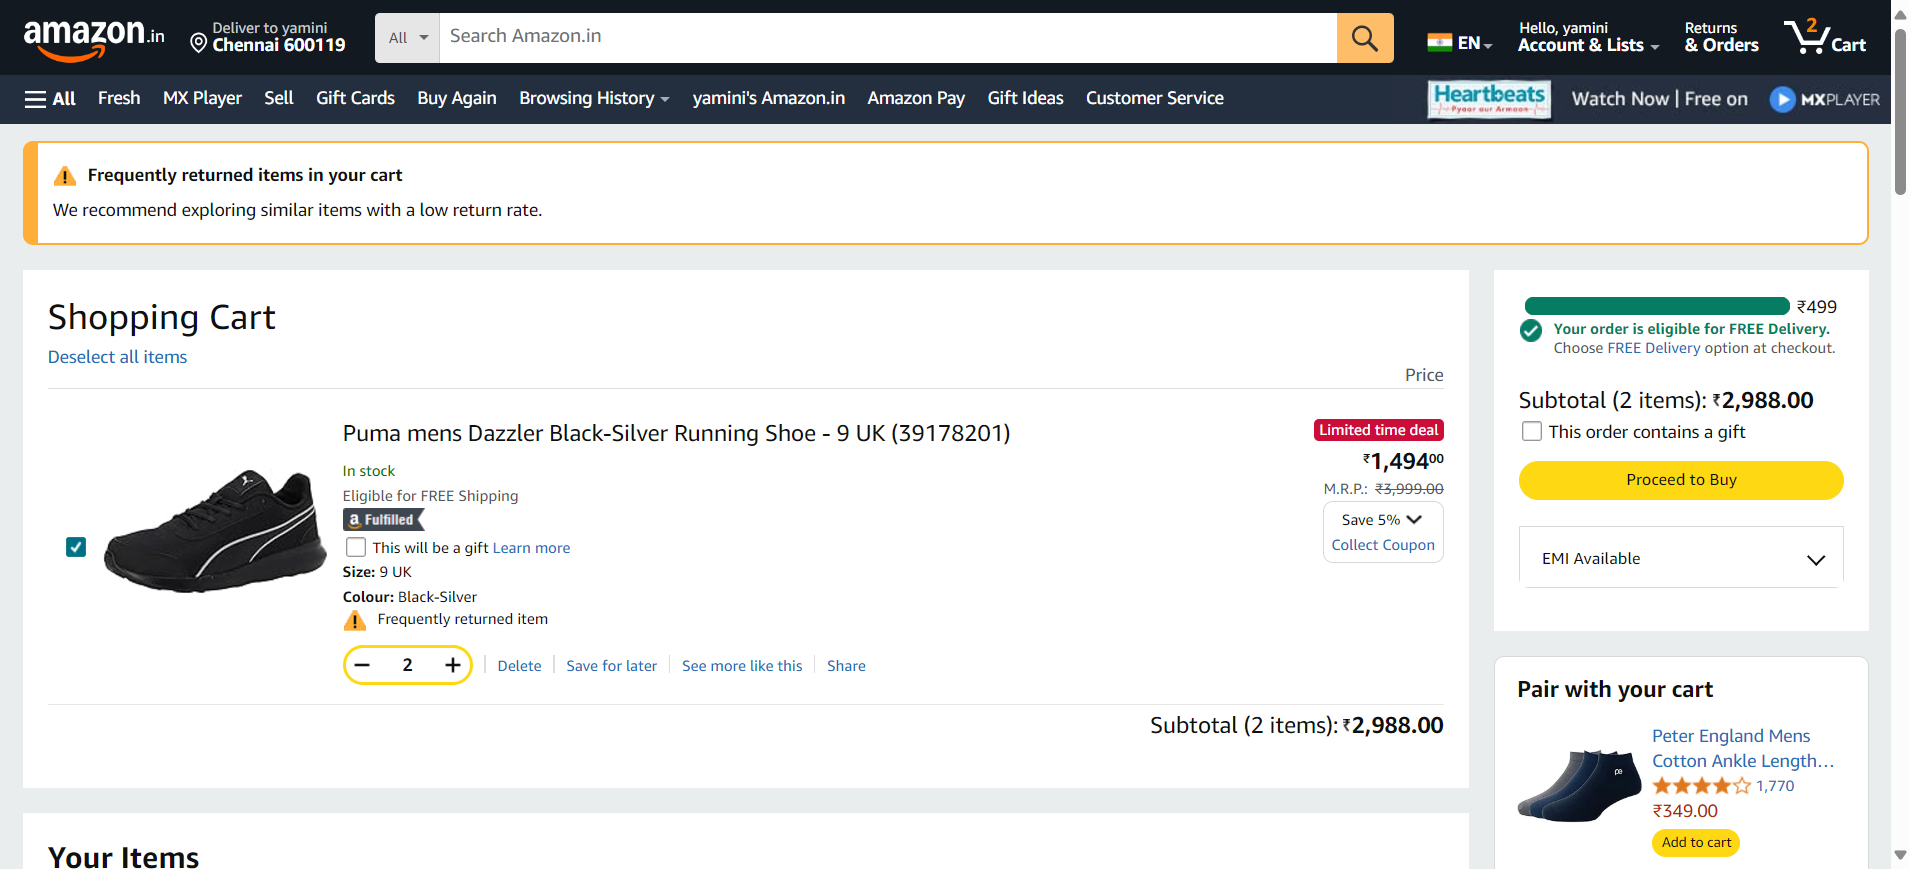 amazon.in
Deliver to yamini
Chennai 600119
All
Search Amazon.in
EN
Hello, yamini
Account & Lists
Returns
& Orders
2
Cart
All
Fresh
MX Player
Sell
Gift Cards
Buy Again
Browsing History
yamini's Amazon.in
Amazon Pay
Gift Ideas
Customer Service
Heartbeats
Pyaar aur Armaan
Watch Now | Free on
MXPLAYER
Frequently returned items in your cart
We recommend exploring similar items with a low return rate.
Shopping Cart
Deselect all items
Price
Puma mens Dazzler Black-Silver Running Shoe - 9 UK (39178201)
In stock
Eligible for FREE Shipping
a Fulfilled
This will be a gift Learn more
Size: 9 UK
Colour: Black-Silver
Frequently returned item
2
Delete
Save for later
See more like this
Share
Limited time deal
₹1,49400
M.R.P.: ₹3,999.00
Save 5%
Collect Coupon
Subtotal (2 items): ₹2,988.00
Your Items
₹499
Your order is eligible for FREE Delivery.
Choose FREE Delivery option at checkout.
Subtotal (2 items): ₹2,988.00
This order contains a gift
Proceed to Buy
EMI Available
Pair with your cart
Peter England Mens
Cotton Ankle Length…
1,770
₹349.00
Add to cart
pe